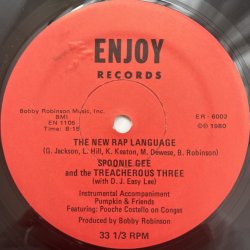 ENJOY
RECORDS
Bobby Robinson Music, Inc.
BMI
EN 1105
Time: 8:15
ER - 6002
©℗ 1980
THE NEW RAP LANGUAGE
(G. Jackson, L. Hill, K. Keaton, M. Dewese, B. Robinson)
SPOONIE GEE
and the TREACHEROUS THREE
(with D. J. Easy Lee)
Instrumental Accompaniment
Pumpkin & Friends
Featuring: Pooche Costello on Congas
Produced by Bobby Robinson
33 1/3 RPM